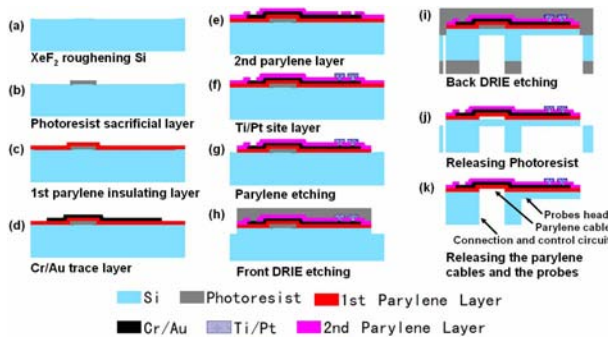 (a)
XeF2 roughening Si
(b)
Photoresist sacrificial layer
(c)
1st parylene insulating layer
(d)
Cr/Au trace layer
(e)
2nd parylene layer
(f)
Ti/Pt site layer
(g)
Parylene etching
(h)
Front DRIE etching
(i)
Back DRIE etching
(j)
Releasing Photoresist
(k)
Probes head
Parylene cable
Connection and control circuit
Releasing the parylene
cables and the probes
Si
Photoresist
1st Parylene Layer
Cr/Au
Ti/Pt
2nd Parylene Layer